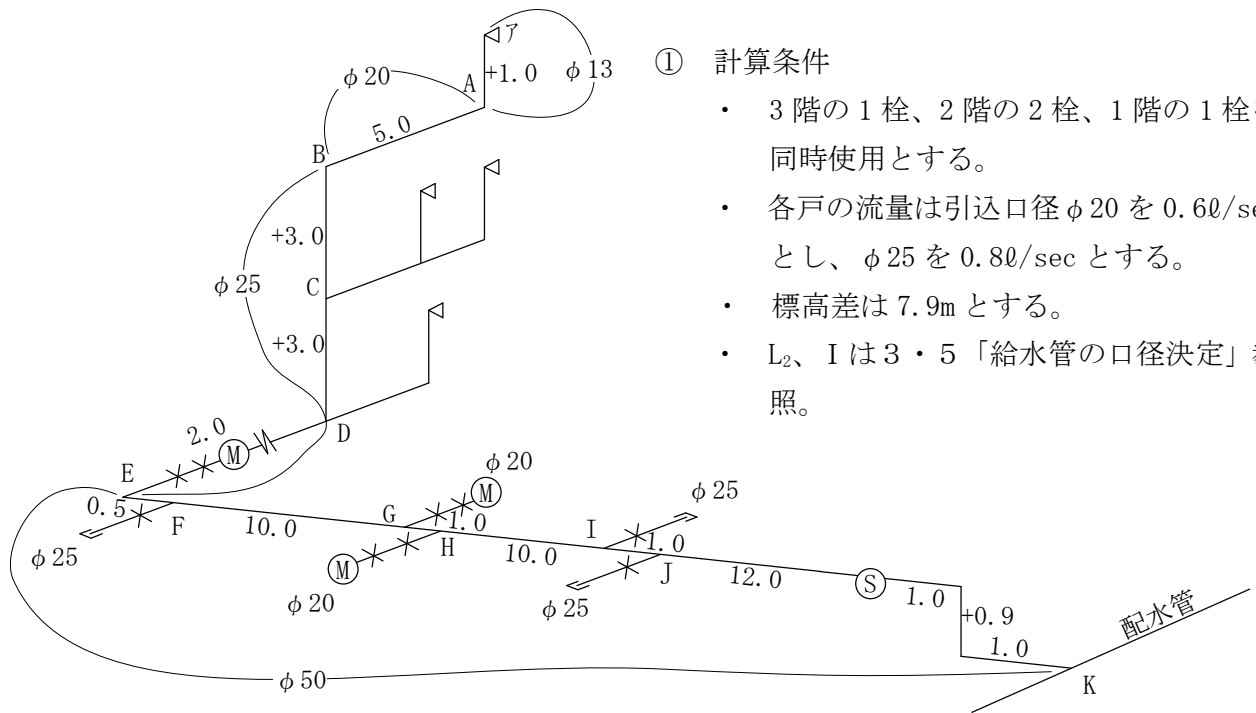 ア
A
+1.0
φ13
φ20
5.0
B
+3.0
φ25
C
+3.0
D
2.0
M
E
0.5
F
φ25
10.0
G
M
φ20
1.0
H
M
φ20
10.0
I
φ25
1.0
J
φ25
12.0
S
1.0
+0.9
1.0
配水管
K
φ50
① 計算条件
・ 3階の1栓、2階の2栓、1階の1栓
同時使用とする。
・ 各戸の流量は引込口径φ20を0.6ℓ/se
とし、φ25を0.8ℓ/secとする。
・ 標高差は7.9mとする。
・ L₂、Iは3・5「給水管の口径決定」
照。